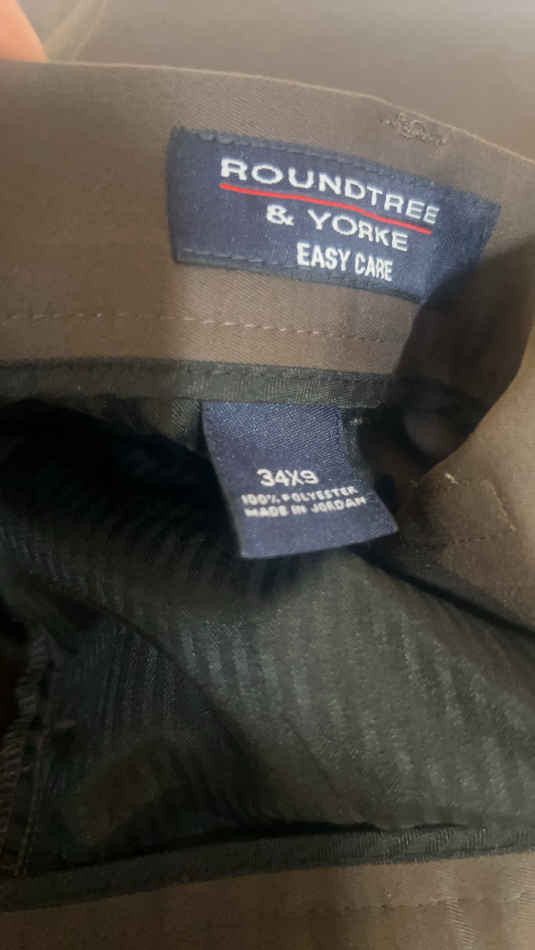 ROUNDTREE
& YORKE
EASY CARE
34X9
100% POLYESTER
MADE IN JORDAN